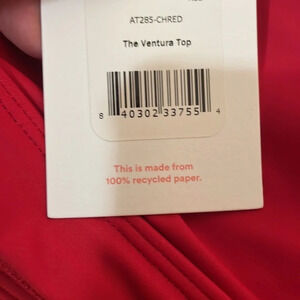 AT285-CHRED
The Ventura Top
8 40302 33755 4
This is made from
100% recycled paper.